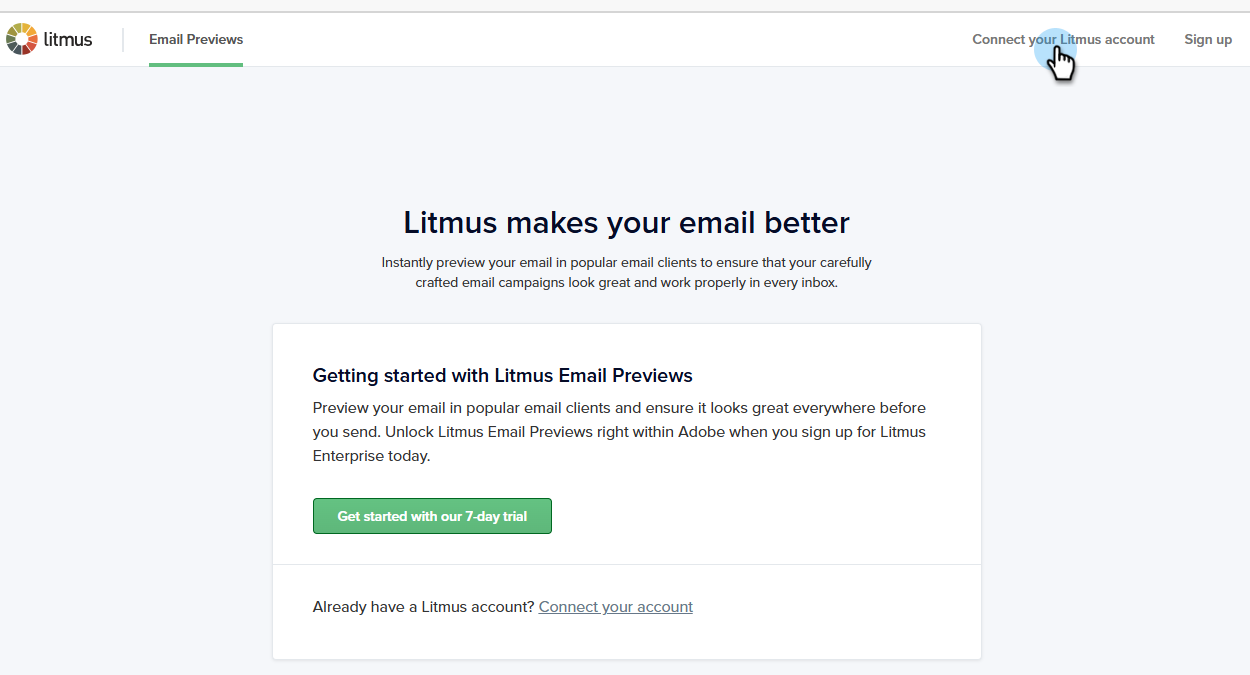 litmus
Email Previews
Connect your Litmus account
Sign up
Litmus makes your email better
Instantly preview your email in popular email clients to ensure that your carefully
crafted email campaigns look great and work properly in every inbox.
Getting started with Litmus Email Previews
Preview your email in popular email clients and ensure it looks great everywhere before
you send. Unlock Litmus Email Previews right within Adobe when you sign up for Litmus
Enterprise today.
Get started with our 7-day trial
Already have a Litmus account? Connect your account